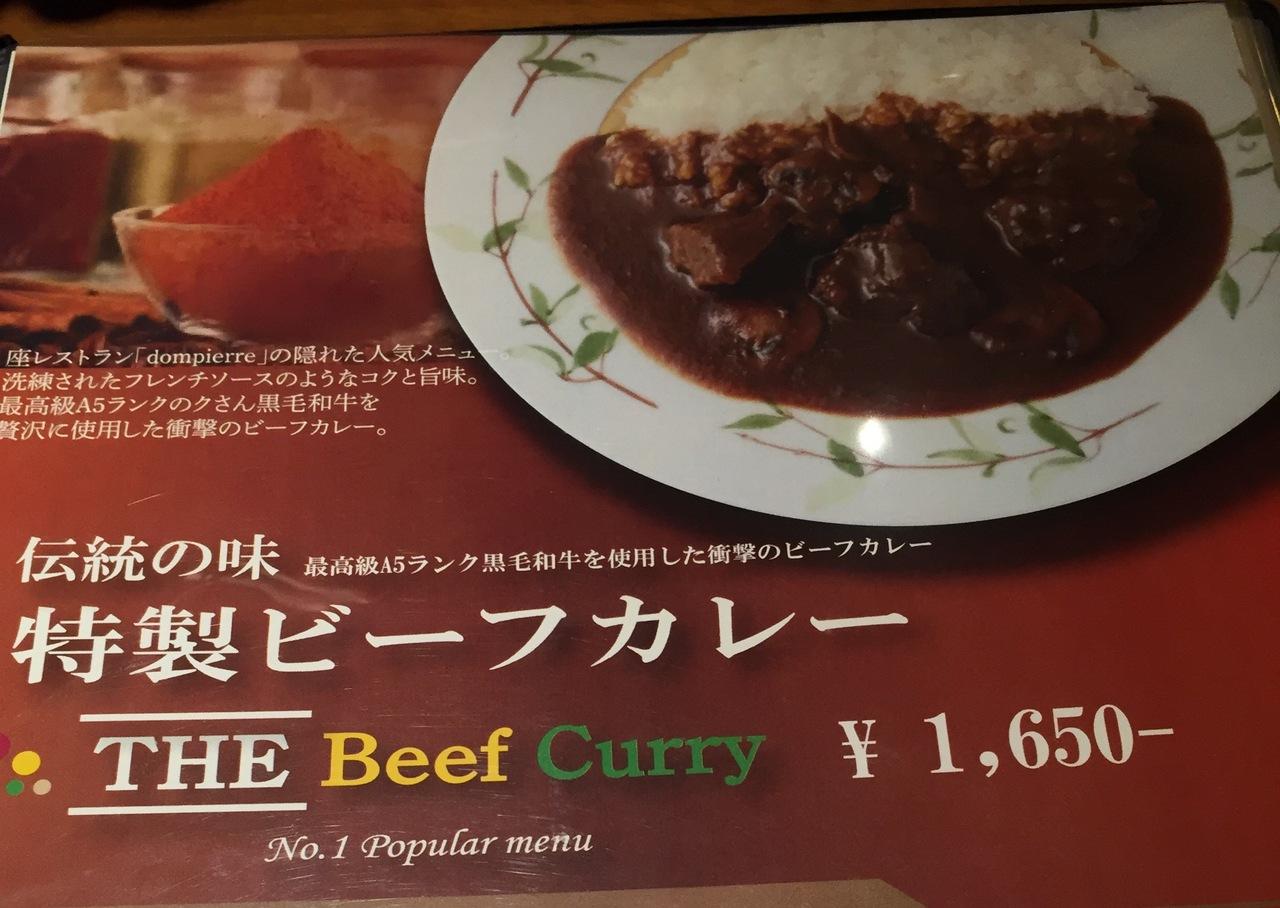 座レストラン「dompierre」の隠れた人気メニュー。
洗練されたフレンチソースのようなコクと旨味。
最高級A5ランクのクさん黒毛和牛を
贅沢に使用した衝撃のビーフカレー。
伝統の味 最高級A5ランク黒毛和牛を使用した衝撃のビーフカレー
特製ビーフカレー
THE Beef Curry ¥ 1,650-
No.1 Popular menu